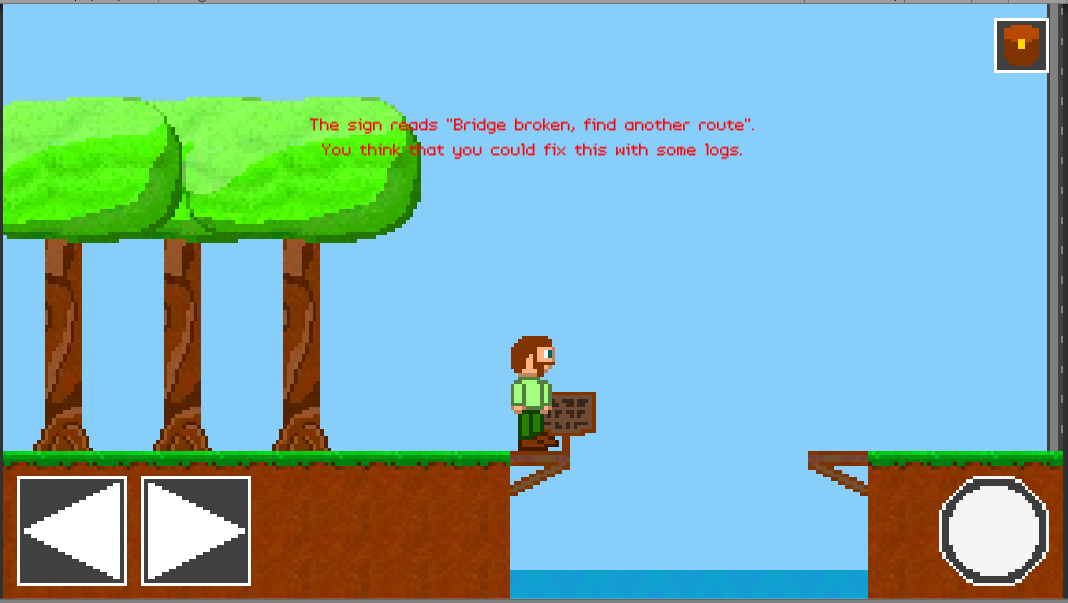 The sign reads "Bridge broken, find another route".
You think that you could fix this with some logs.